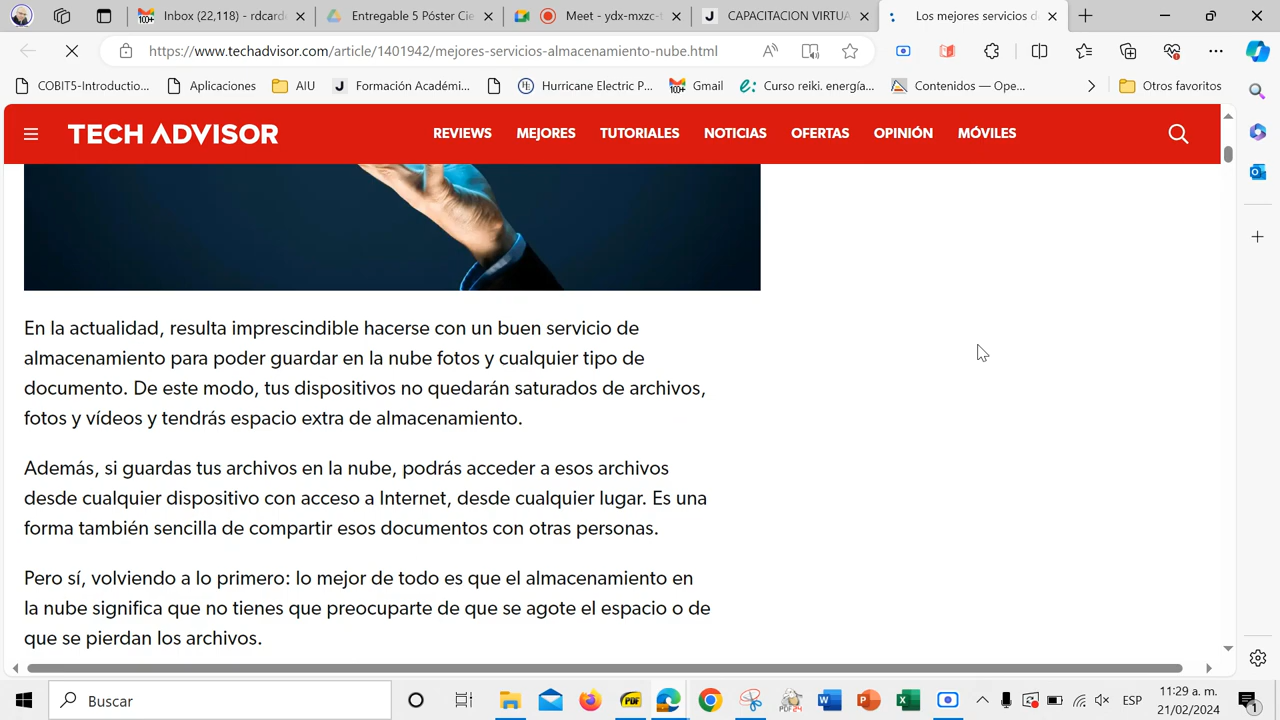 Inbox (22,118) - rdcard
Entregable 5 Póster Cie
Meet - ydx-mxzc-t
CAPACITACION VIRTUA
Los mejores servicios d
https://www.techadvisor.com/article/1401942/mejores-servicios-almacenamiento-nube.html
COBIT5-Introductio...
Aplicaciones
AIU
Formación Académi...
Hurricane Electric P...
Gmail
Curso reiki. energía...
Contenidos — Ope...
Otros favoritos
TECH ADVISOR
REVIEWS
MEJORES
TUTORIALES
NOTICIAS
OFERTAS
OPINIÓN
MÓVILES
En la actualidad, resulta imprescindible hacerse con un buen servicio de
almacenamiento para poder guardar en la nube fotos y cualquier tipo de
documento. De este modo, tus dispositivos no quedarán saturados de archivos,
fotos y vídeos y tendrás espacio extra de almacenamiento.
Además, si guardas tus archivos en la nube, podrás acceder a esos archivos
desde cualquier dispositivo con acceso a Internet, desde cualquier lugar. Es una
forma también sencilla de compartir esos documentos con otras personas.
Pero sí, volviendo a lo primero: lo mejor de todo es que el almacenamiento en
la nube significa que no tienes que preocuparte de que se agote el espacio o de
que se pierdan los archivos.
Buscar
ESP
11:29 a. m.
21/02/2024